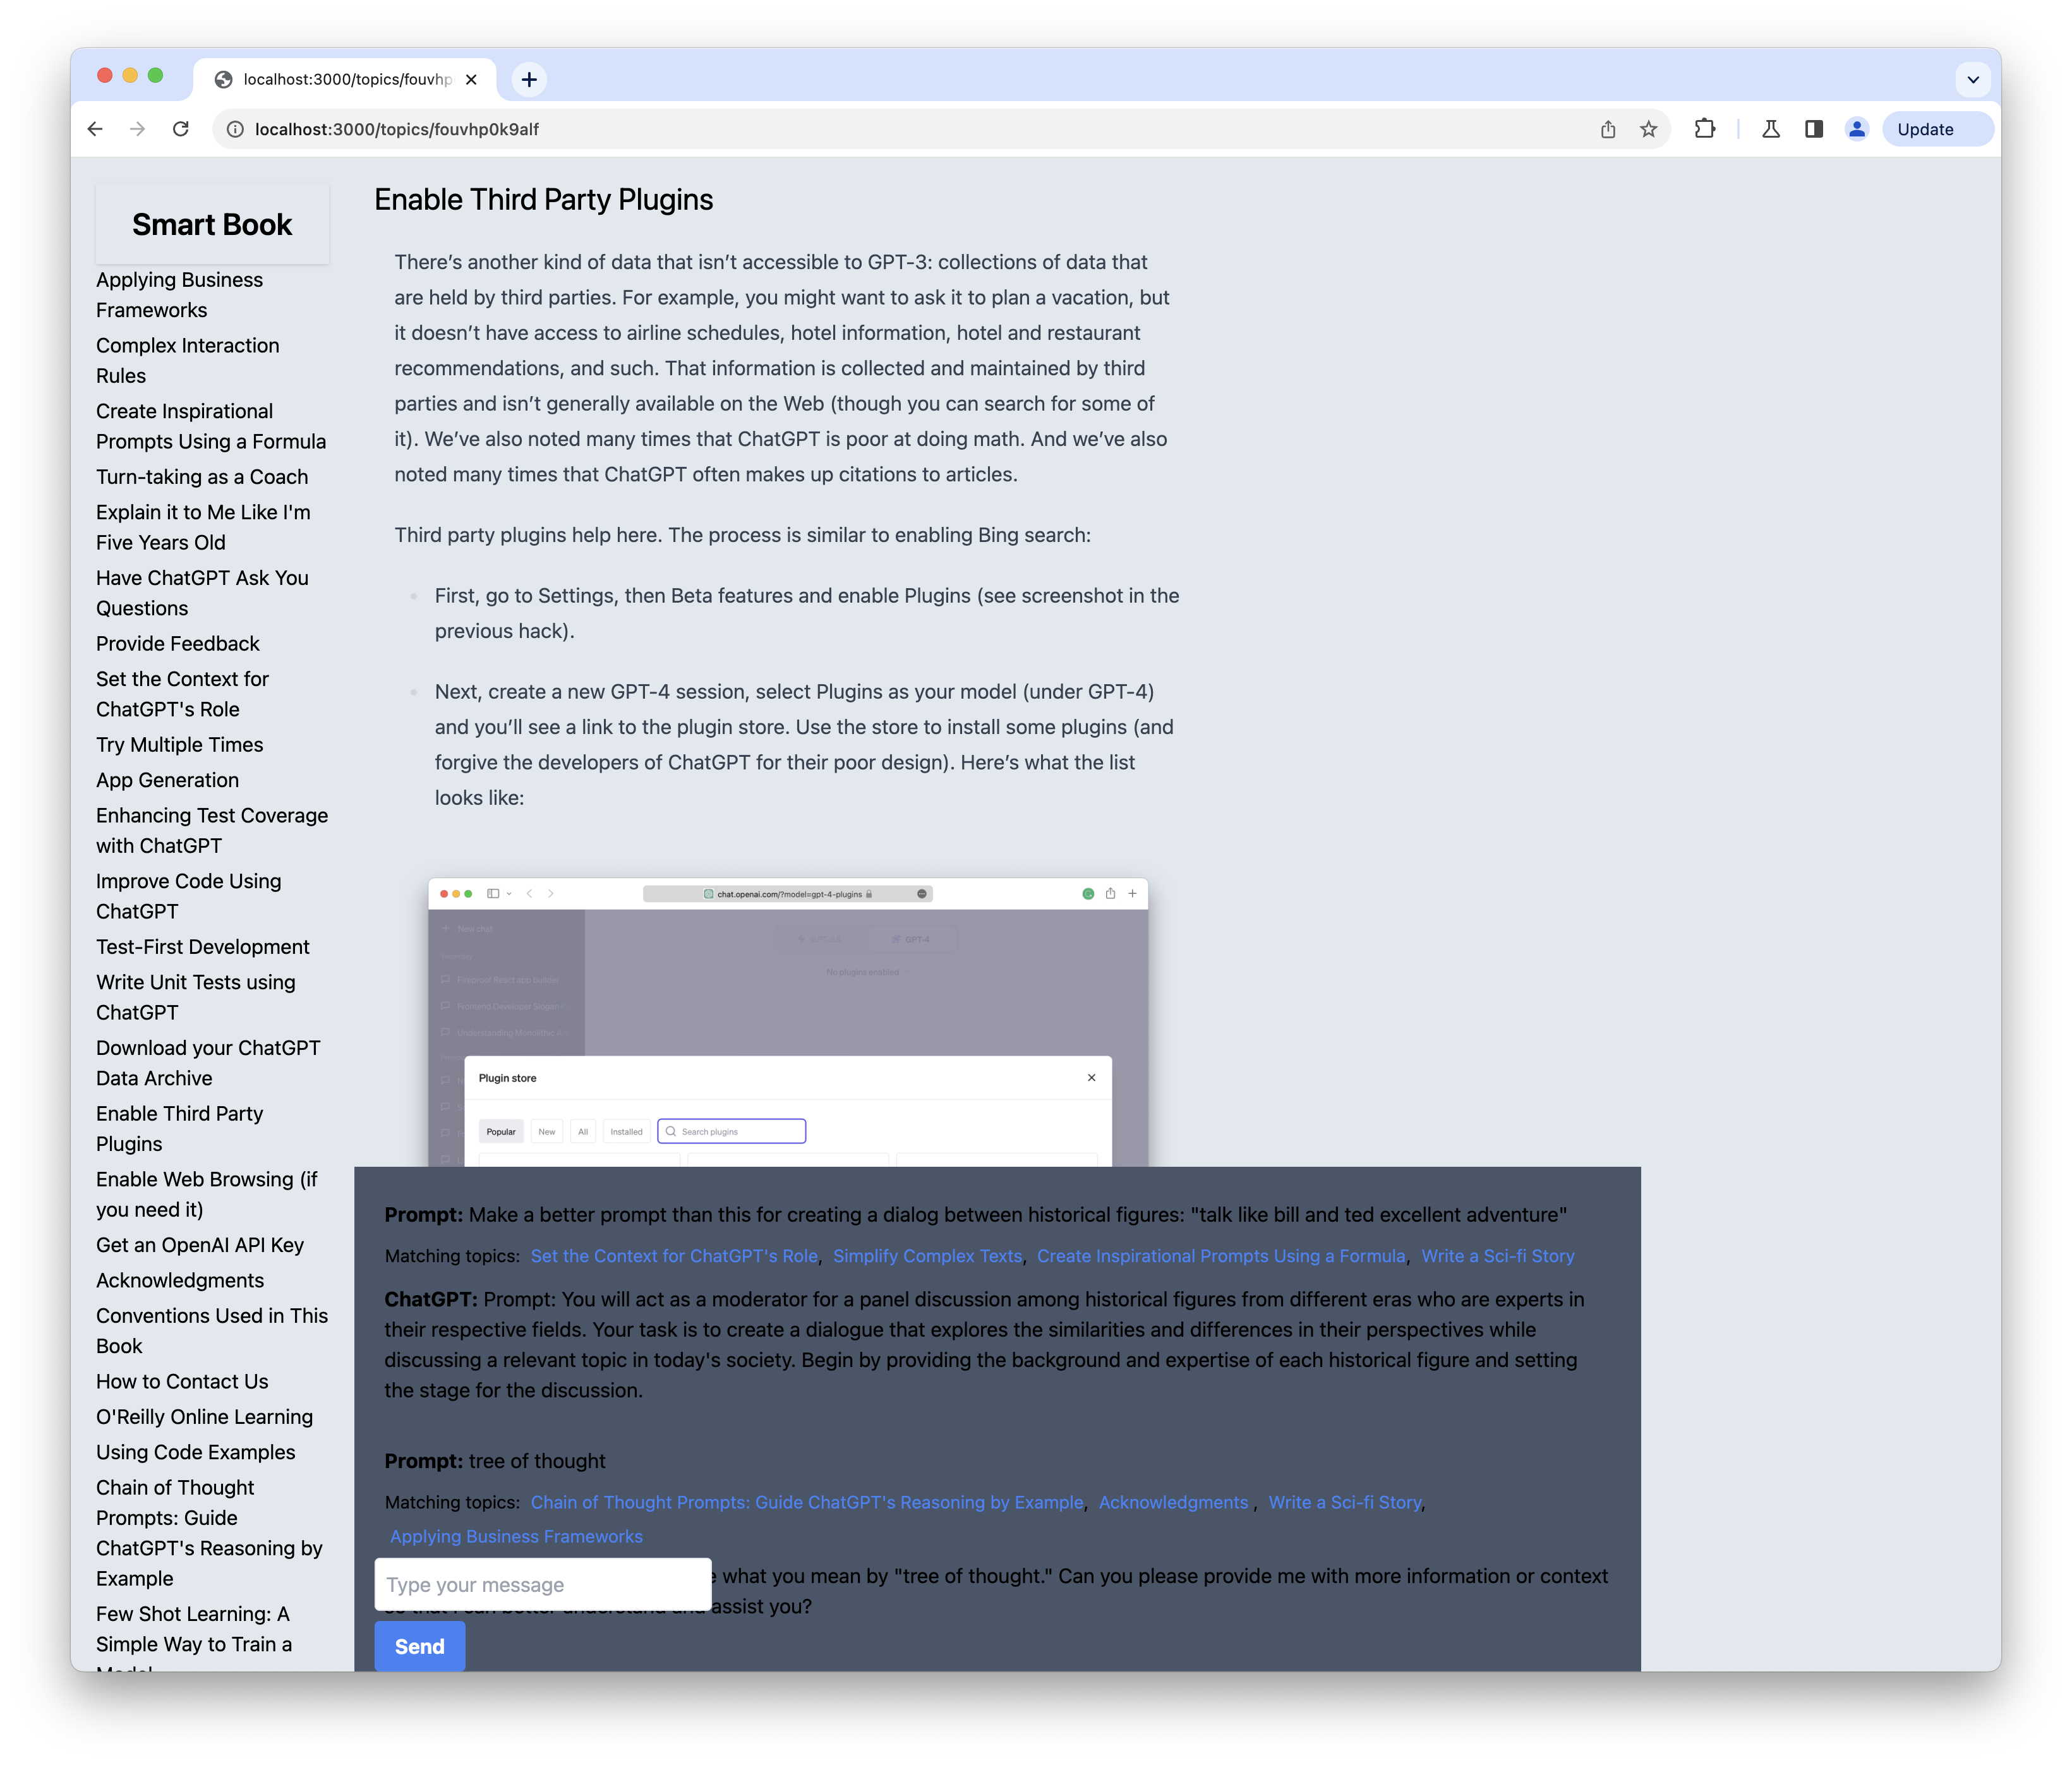 localhost:3000/topics/fouvhp
localhost:3000/topics/fouvhp0k9alf
Update
Smart Book
Applying Business
Frameworks
Complex Interaction
Rules
Create Inspirational
Prompts Using a Formula
Turn-taking as a Coach
Explain it to Me Like I'm
Five Years Old
Have ChatGPT Ask You
Questions
Provide Feedback
Set the Context for
ChatGPT's Role
Try Multiple Times
App Generation
Enhancing Test Coverage
with ChatGPT
Improve Code Using
ChatGPT
Test-First Development
Write Unit Tests using
ChatGPT
Download your ChatGPT
Data Archive
Enable Third Party
Plugins
Enable Web Browsing (if
you need it)
Get an OpenAI API Key
Acknowledgments
Conventions Used in This
Book
How to Contact Us
O'Reilly Online Learning
Using Code Examples
Chain of Thought
Prompts: Guide
ChatGPT's Reasoning by
Example
Few Shot Learning: A
Simple Way to Train a
Enable Third Party Plugins
There’s another kind of data that isn’t accessible to GPT-3: collections of data that
are held by third parties. For example, you might want to ask it to plan a vacation, but
it doesn’t have access to airline schedules, hotel information, hotel and restaurant
recommendations, and such. That information is collected and maintained by third
parties and isn’t generally available on the Web (though you can search for some of
it). We’ve also noted many times that ChatGPT is poor at doing math. And we’ve also
noted many times that ChatGPT often makes up citations to articles.
Third party plugins help here. The process is similar to enabling Bing search:
First, go to Settings, then Beta features and enable Plugins (see screenshot in the
previous hack).
Next, create a new GPT-4 session, select Plugins as your model (under GPT-4)
and you’ll see a link to the plugin store. Use the store to install some plugins (and
forgive the developers of ChatGPT for their poor design). Here’s what the list
looks like:
chat.openai.com/?model=gpt-4-plugins
New chat
GPT-4
No plugins enabled
Fireproof React app builder
Plugin store
Popular
New
All
Installed
Search plugins
Prompt: Make a better prompt than this for creating a dialog between historical figures: "talk like bill and ted excellent adventure"
Matching topics: Set the Context for ChatGPT's Role, Simplify Complex Texts, Create Inspirational Prompts Using a Formula, Write a Sci-fi Story
ChatGPT: Prompt: You will act as a moderator for a panel discussion among historical figures from different eras who are experts in
their respective fields. Your task is to create a dialogue that explores the similarities and differences in their perspectives while
discussing a relevant topic in today's society. Begin by providing the background and expertise of each historical figure and setting
the stage for the discussion.
Prompt: tree of thought
Matching topics: Chain of Thought Prompts: Guide ChatGPT's Reasoning by Example, Acknowledgments , Write a Sci-fi Story,
Applying Business Frameworks
what you mean by "tree of thought." Can you please provide me with more information or context
assist you?
Type your message
Send